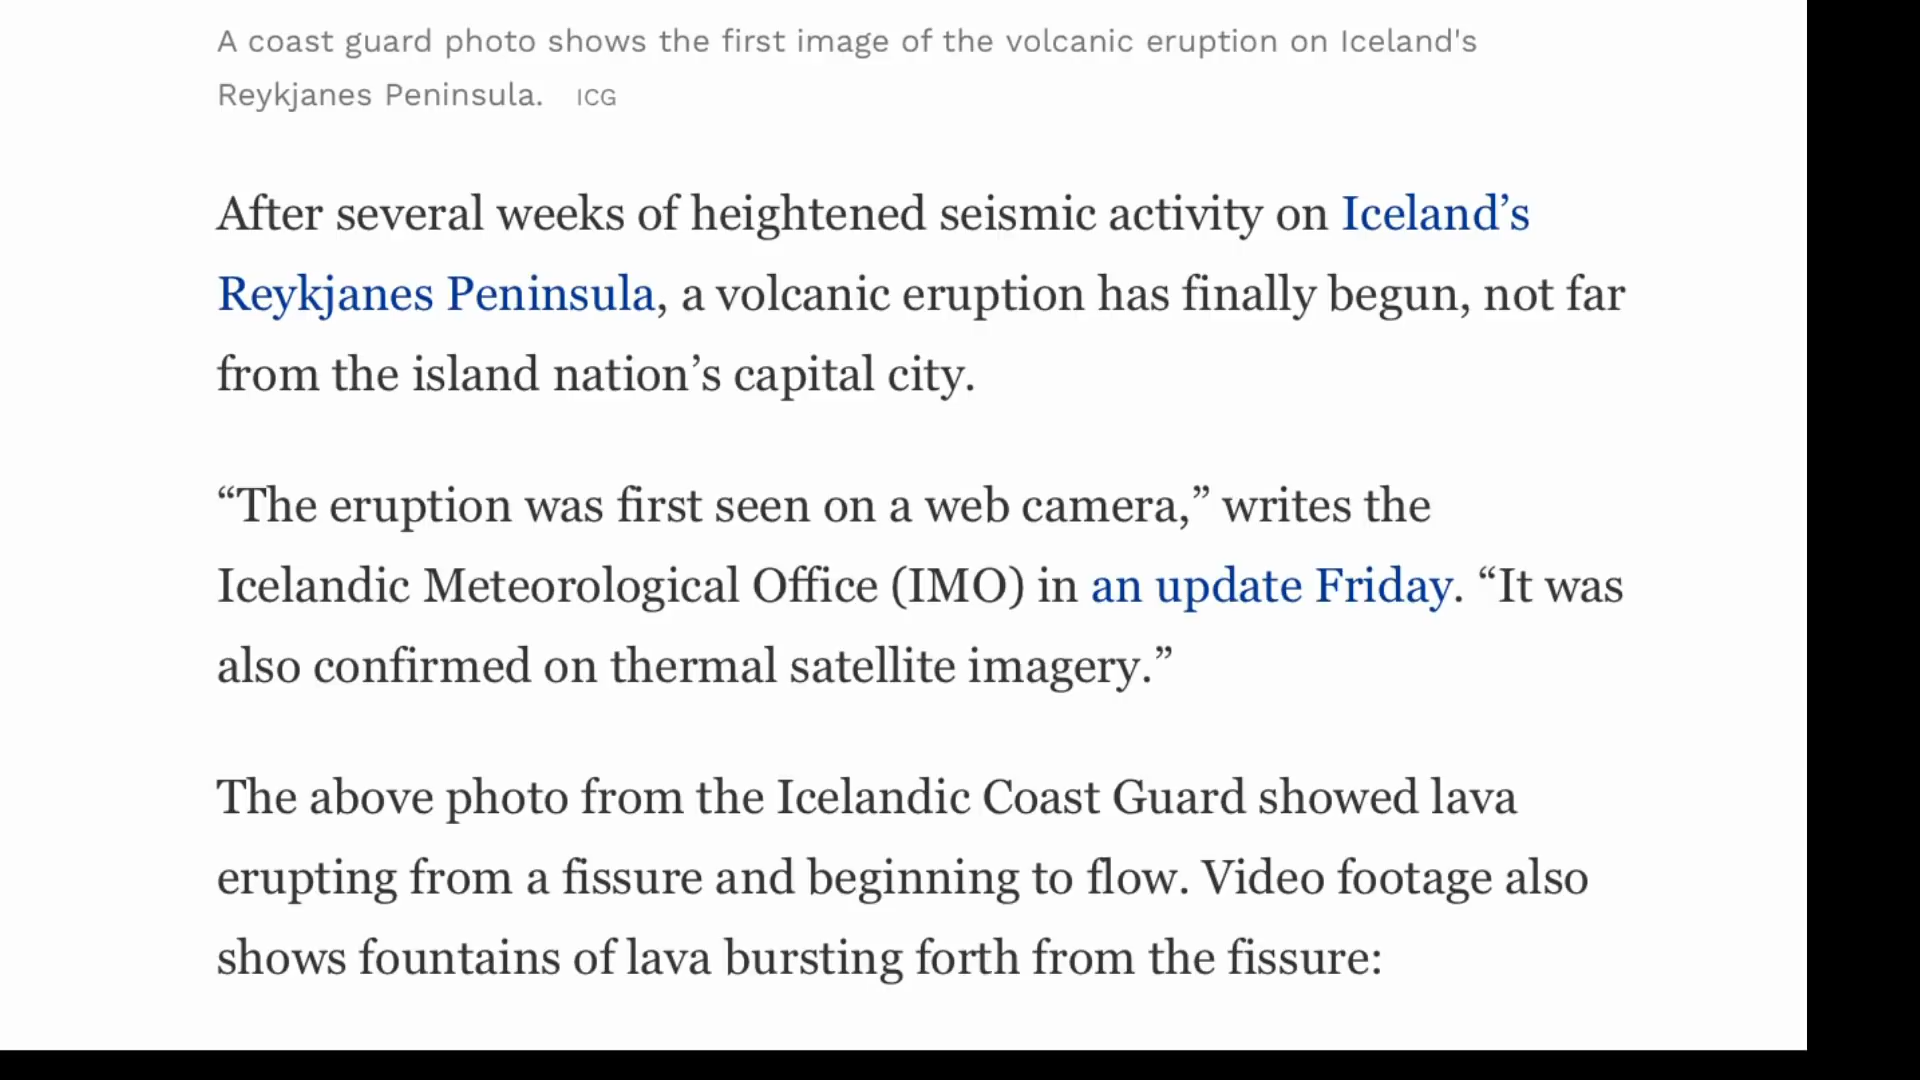 A coast guard photo shows the first image of the volcanic eruption on Iceland's
Reykjanes Peninsula. ICG
After several weeks of heightened seismic activity on Iceland’s
Reykjanes Peninsula, a volcanic eruption has finally begun, not far
from the island nation’s capital city.
“The eruption was first seen on a web camera,” writes the
Icelandic Meteorological Office (IMO) in an update Friday. “It was
also confirmed on thermal satellite imagery.”
The above photo from the Icelandic Coast Guard showed lava
erupting from a fissure and beginning to flow. Video footage also
shows fountains of lava bursting forth from the fissure: